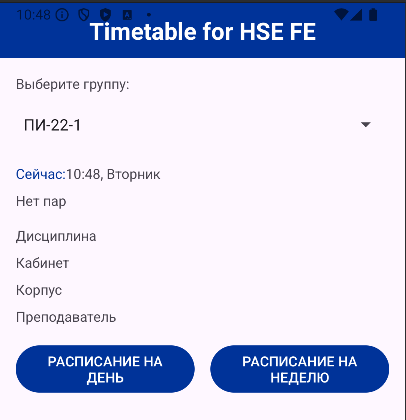 10:48
Timetable for HSE FE
Выберите группу:
ПИ-22-1
Сейчас:10:48, Вторник
Нет пар
Дисциплина
Кабинет
Корпус
Преподаватель
РАСПИСАНИЕ НА
ДЕНЬ
РАСПИСАНИЕ НА
НЕДЕЛЮ